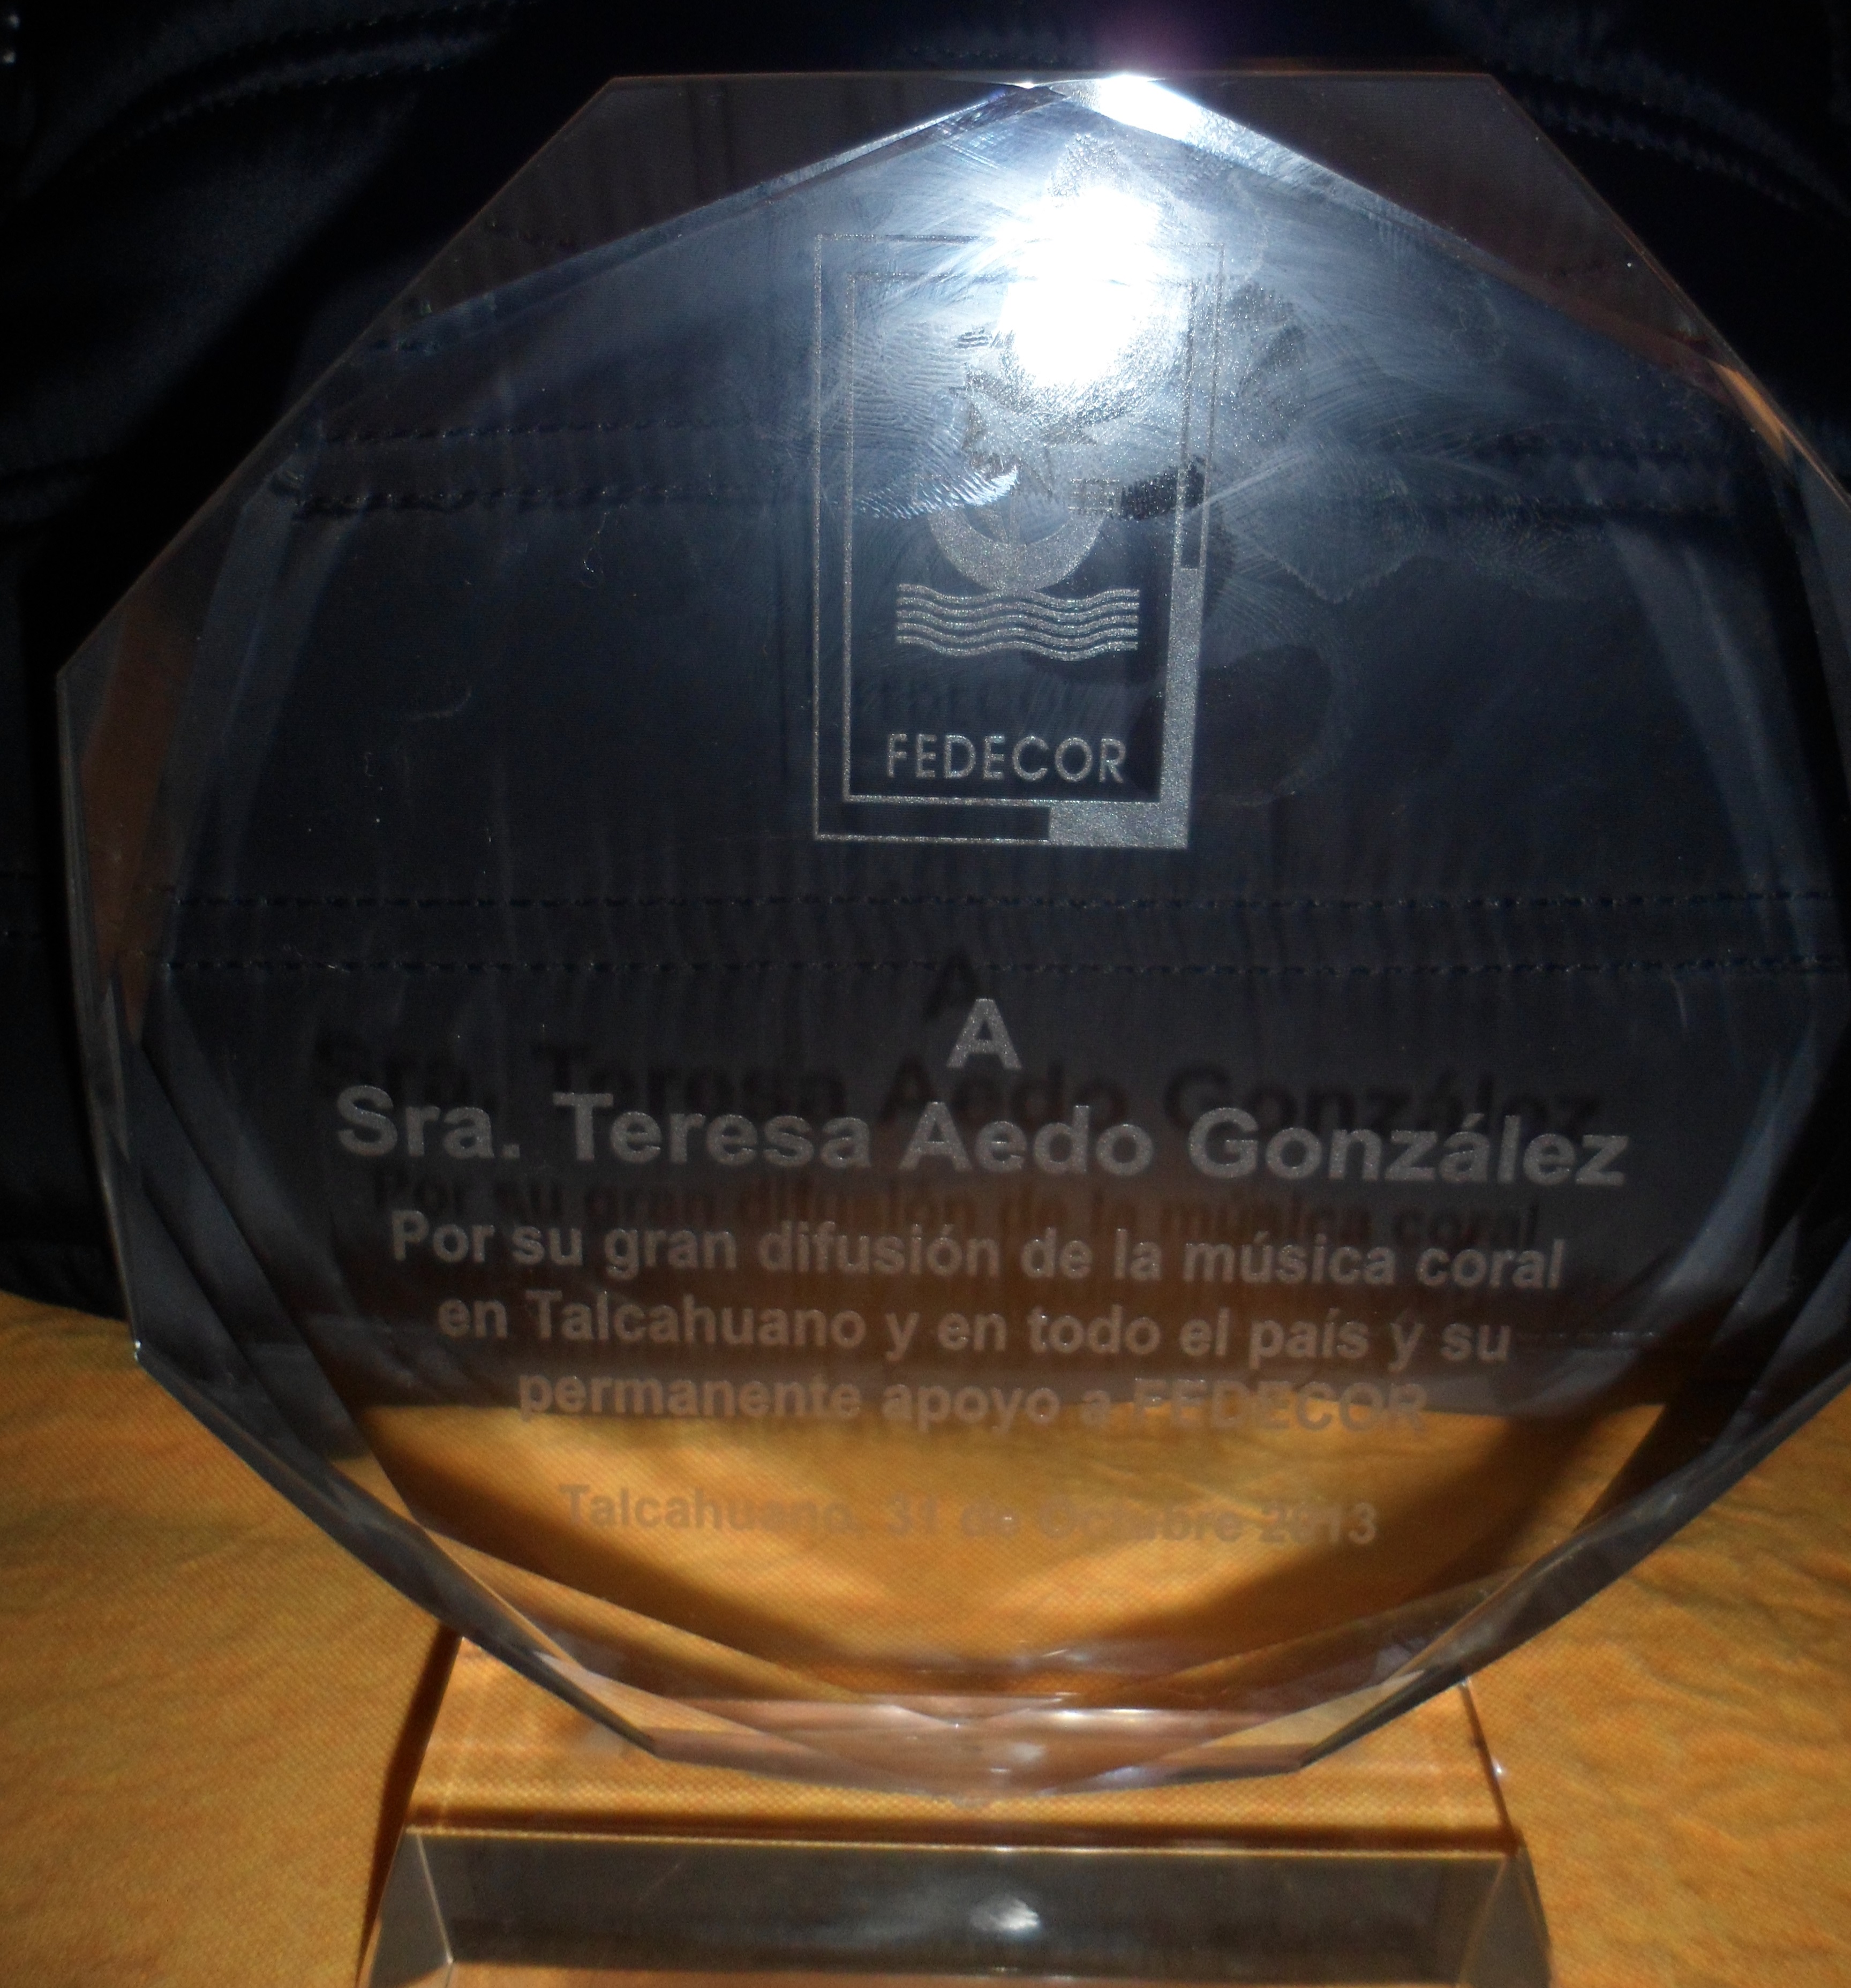 FEDECOR
A
Sra. Teresa Aedo González
Por su gran difusión de la música coral
en Talcahuano y en todo el país y su
permanente apoyo a FEDECOR
Talcahuano, 31 de Octubre 2013